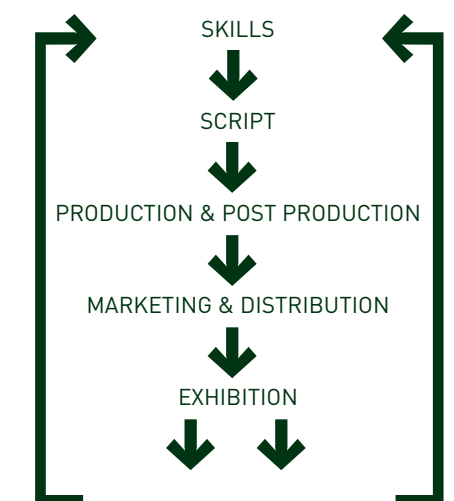 SKILLS
SCRIPT
PRODUCTION & POST PRODUCTION
MARKETING & DISTRIBUTION
EXHIBITION